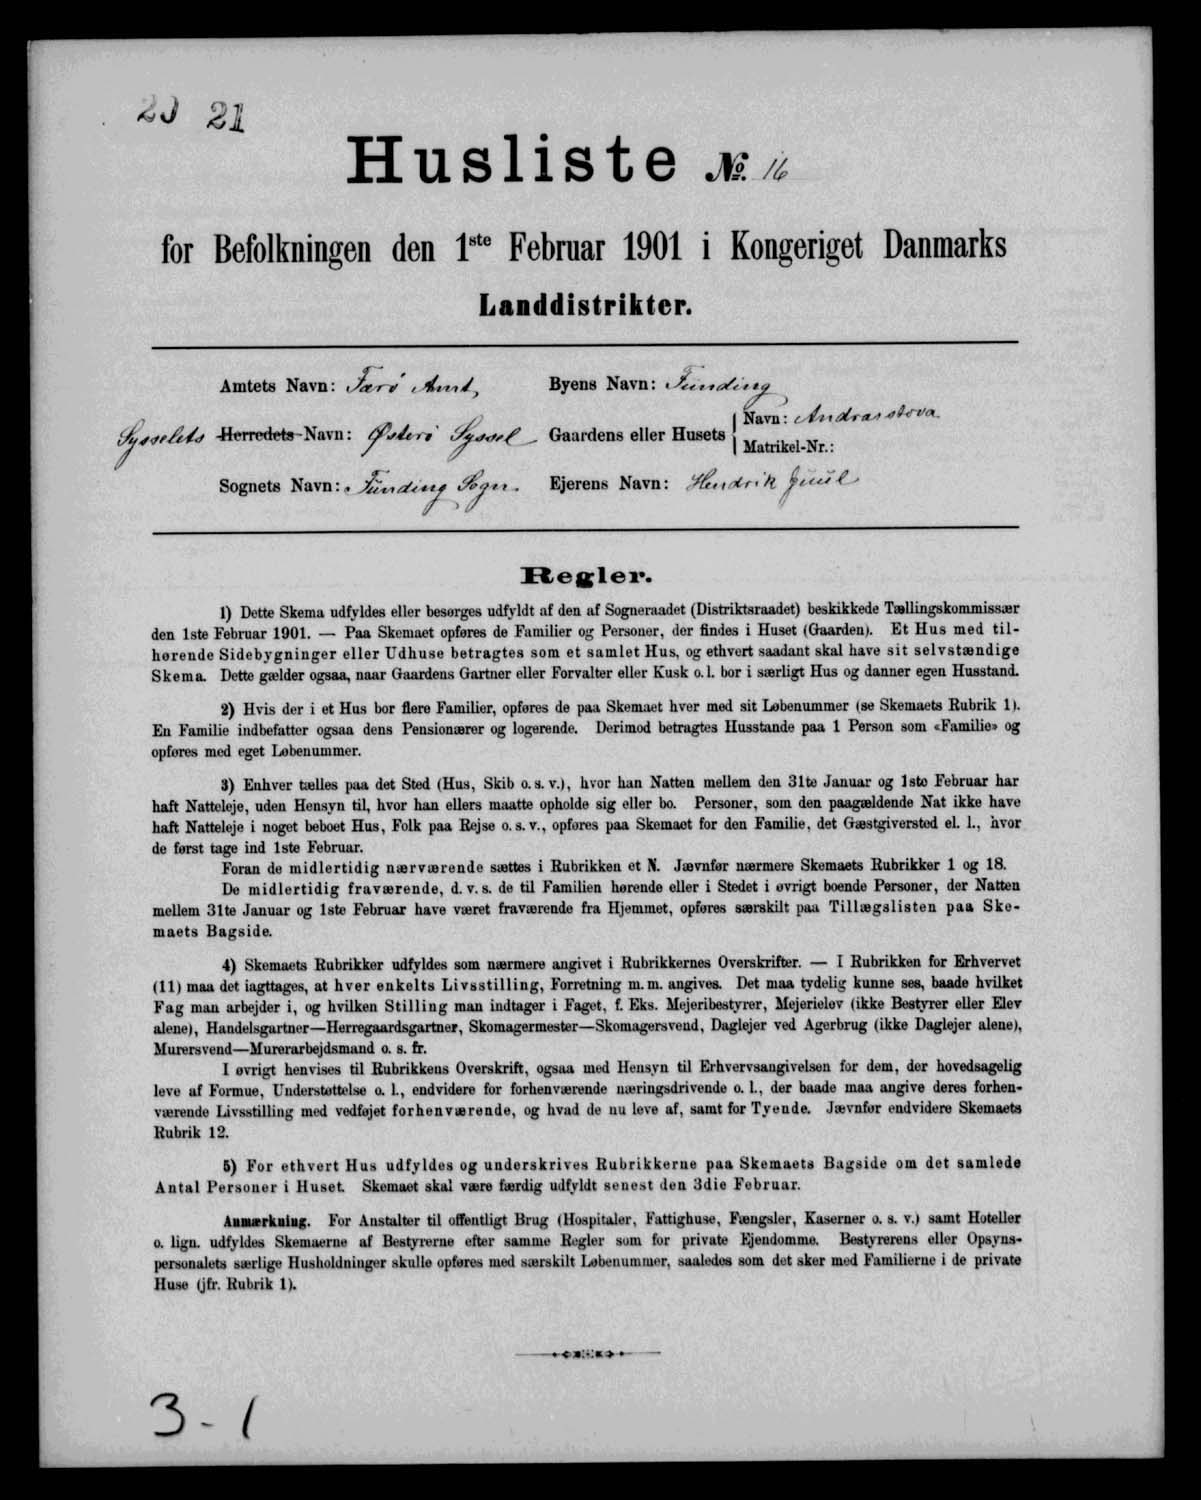 20 21
Husliste №. 16
for Befolkningen den 1ste Februar 1901 i Kongeriget Danmarks
Landdistrikter.
Amtets Navn: Færö Amt,
Sysselets Herredets Navn: Østerö Syssel
Sognets Navn: Funding Sogn.
Byens Navn: Funding
Gaardens eller Husets
Navn: Andrasstova
Matrikel-Nr.:
Ejerens Navn: Hendrik Juul
Regler.
1) Dette Skema udfyldes eller besørges udfyldt af den af Sogneraadet (Distriktsraadet) beskikkede Tællingskommissær
den 1ste Februar 1901. — Paa Skemaet opføres de Familier og Personer, der findes i Huset (Gaarden). Et Hus med til-
hørende Sidebygninger eller Udhuse betragtes som et samlet Hus, og ethvert saadant skal have sit selvstændige
Skema. Dette gælder ogsaa, naar Gaardens Gartner eller Forvalter eller Kusk o. l. bor i særligt Hus og danner egen Husstand.
2) Hvis der i et Hus bor flere Familier, opføres de paa Skemaet hver med sit Løbenummer (se Skemaets Rubrik 1).
En Familie indbefatter ogsaa dens Pensionærer og logerende. Derimod betragtes Husstande paa 1 Person som «Familie» og
opføres med eget Løbenummer.
3) Enhver tælles paa det Sted (Hus, Skib o. s. v.), hvor han Natten mellem den 31te Januar og 1ste Februar har
haft Natteleje, uden Hensyn til, hvor han ellers maatte opholde sig eller bo. Personer, som den paagældende Nat ikke have
haft Natteleje i noget beboet Hus, Folk paa Rejse o. s. v., opføres paa Skemaet for den Familie, det Gæstgiversted el. l., hvor
de først tage ind 1ste Februar.
Foran de midlertidig nærværende sættes i Rubrikken et N. Jævnfør nærmere Skemaets Rubrikker 1 og 18.
De midlertidig fraværende, d. v. s. de til Familien hørende eller i Stedet i øvrigt boende Personer, der Natten
mellem 31te Januar og 1ste Februar have været fraværende fra Hjemmet, opføres særskilt paa Tillægslisten paa Ske-
maets Bagside.
4) Skemaets Rubrikker udfyldes som nærmere angivet i Rubrikkernes Overskrifter. — I Rubrikken for Erhvervet
(11) maa det iagttages, at hver enkelts Livsstilling, Forretning m. m. angives. Det maa tydelig kunne ses, baade hvilket
Fag man arbejder i, og hvilken Stilling man indtager i Faget, f. Eks. Mejeribestyrer, Mejerielev (ikke Bestyrer eller Elev
alene), Handelsgartner—Herregaardsgartner, Skomagermester—Skomagersvend, Daglejer ved Agerbrug (ikke Daglejer alene),
Murersvend—Murerarbejdsmand o. s. fr.
I øvrigt henvises til Rubrikkens Overskrift, ogsaa med Hensyn til Erhvervsangivelsen for dem, der hovedsagelig
leve af Formue, Understøttelse o. l., endvidere for forhenværende næringsdrivende o. l., der baade maa angive deres forhen-
værende Livsstilling med vedføjet forhenværende, og hvad de nu leve af, samt for Tyende. Jævnfør endvidere Skemaets
Rubrik 12.
5) For ethvert Hus udfyldes og underskrives Rubrikkerne paa Skemaets Bagside om det samlede
Antal Personer i Huset. Skemaet skal være færdig udfyldt senest den 3die Februar.
Anmærkning. For Anstalter til offentligt Brug (Hospitaler, Fattighuse, Fængsler, Kaserner o. s. v.) samt Hoteller
o. lign. udfyldes Skemaerne af Bestyrerne efter samme Regler som for private Ejendomme. Bestyrerens eller Opsyns-
personalets særlige Husholdninger skulle opføres med særskilt Løbenummer, saaledes som det sker med Familierne i de private
Huse (jfr. Rubrik 1).
3-1